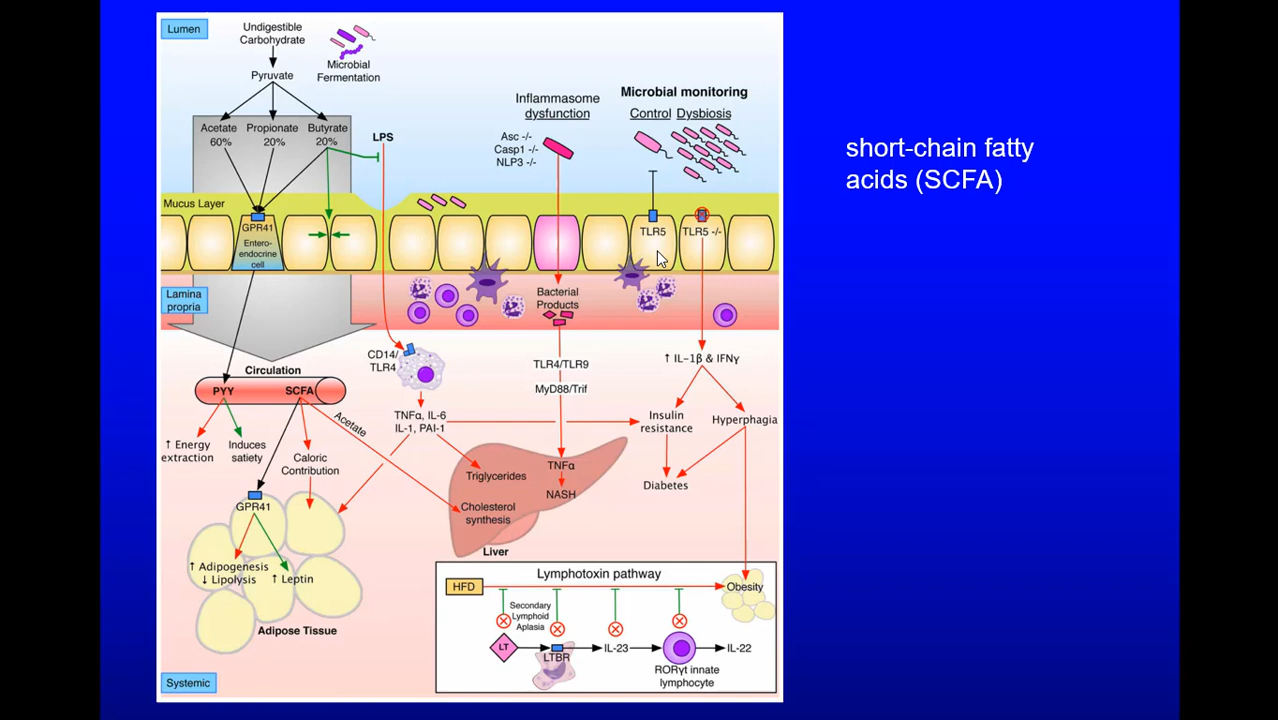 Lumen
Undigestible
Carbohydrate
Microbial
Fermentation
Pyruvate
Acetate
60%
Propionate
20%
Butyrate
20%
LPS
Inflammasome
dysfunction
Asc -/-
Casp1 -/-
NLP3 -/-
Microbial monitoring
Control
Dysbiosis
short-chain fatty
acids (SCFA)
Mucus Layer
GPR41
Entero-
endocrine
cell
TLR5
TLR5 -/-
Lamina
propria
Bacterial
Products
CD14/
TLR4
TLR4/TLR9
MyD88/Trif
↑ IL-1β & IFNγ
Circulation
PYY
SCFA
Acetate
TNFα, IL-6
IL-1, PAI-1
Insulin
resistance
Hyperphagia
Diabetes
↑ Energy
extraction
Induces
satiety
Caloric
Contribution
Triglycerides
Cholesterol
synthesis
TNFα
NASH
Liver
GPR41
↑ Adipogenesis
↓ Lipolysis
↑ Leptin
Adipose Tissue
Lymphotoxin pathway
HFD
Obesity
Secondary
Lymphoid
Aplasia
LT
LTBR
IL-23
RORγt innate
lymphocyte
IL-22
Systemic